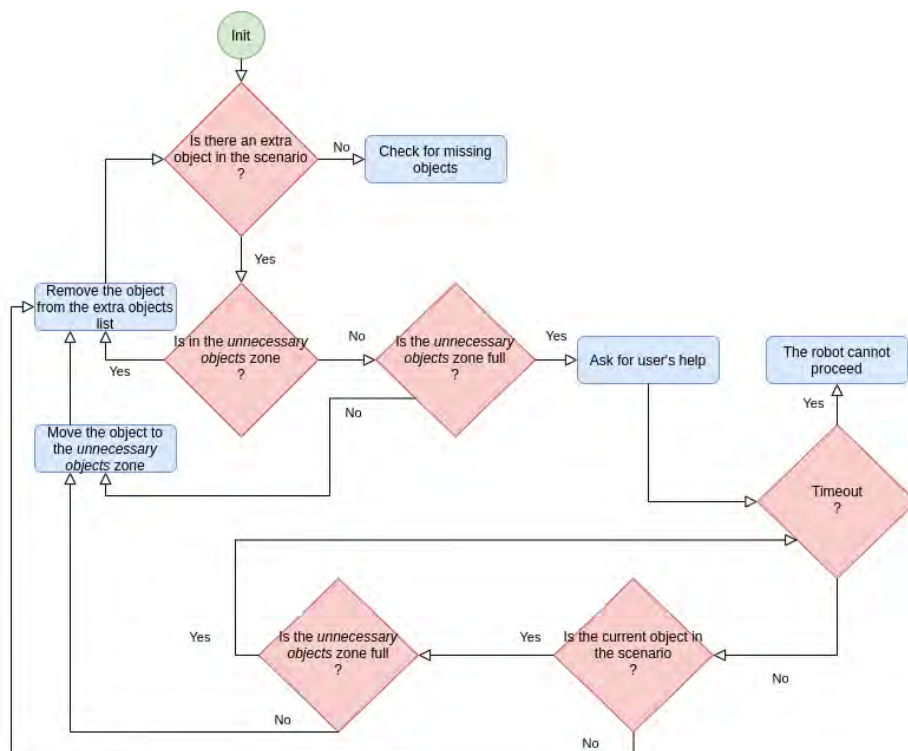 Init
Is there an extra
object in the scenario
?
No
Check for missing
objects
Yes
Remove the object
from the extra objects
list
Is in the unnecessary
objects zone
?
Yes
No
Is the unnecessary
objects zone full
?
Yes
Ask for user's help
The robot cannot
proceed
No
Yes
Move the object to
the unnecessary
objects zone
Timeout
?
Yes
Is the unnecessary
objects zone full
?
Yes
Is the current object in
the scenario
?
No
No
No